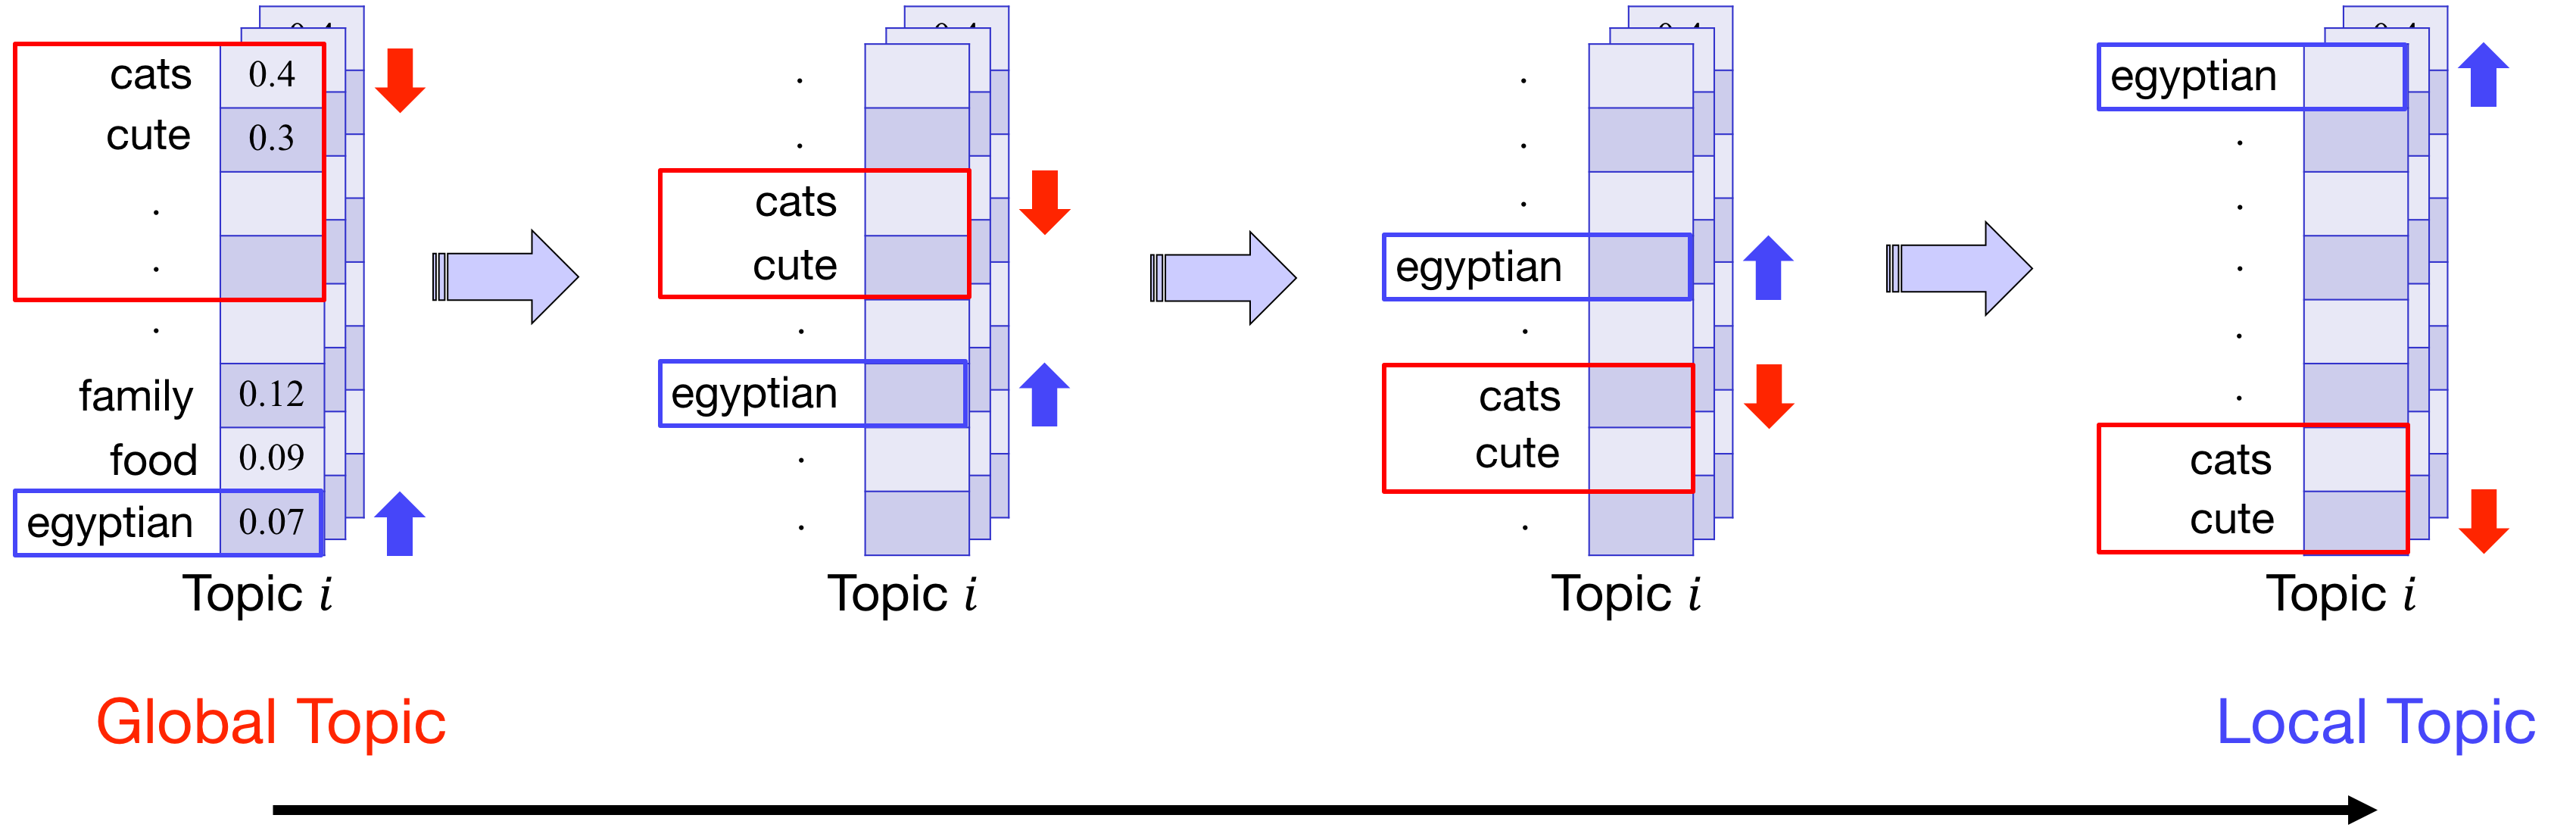 cats 0.4
cute 0.3
.
.
.
family 0.12
food 0.09
egyptian 0.07
Topic i
.
.
cats
cute
.
egyptian
.
.
Topic i
.
.
.
egyptian
.
cats
cute
.
Topic i
egyptian
.
.
.
.
.
cats
cute
Topic i
Global Topic
Local Topic